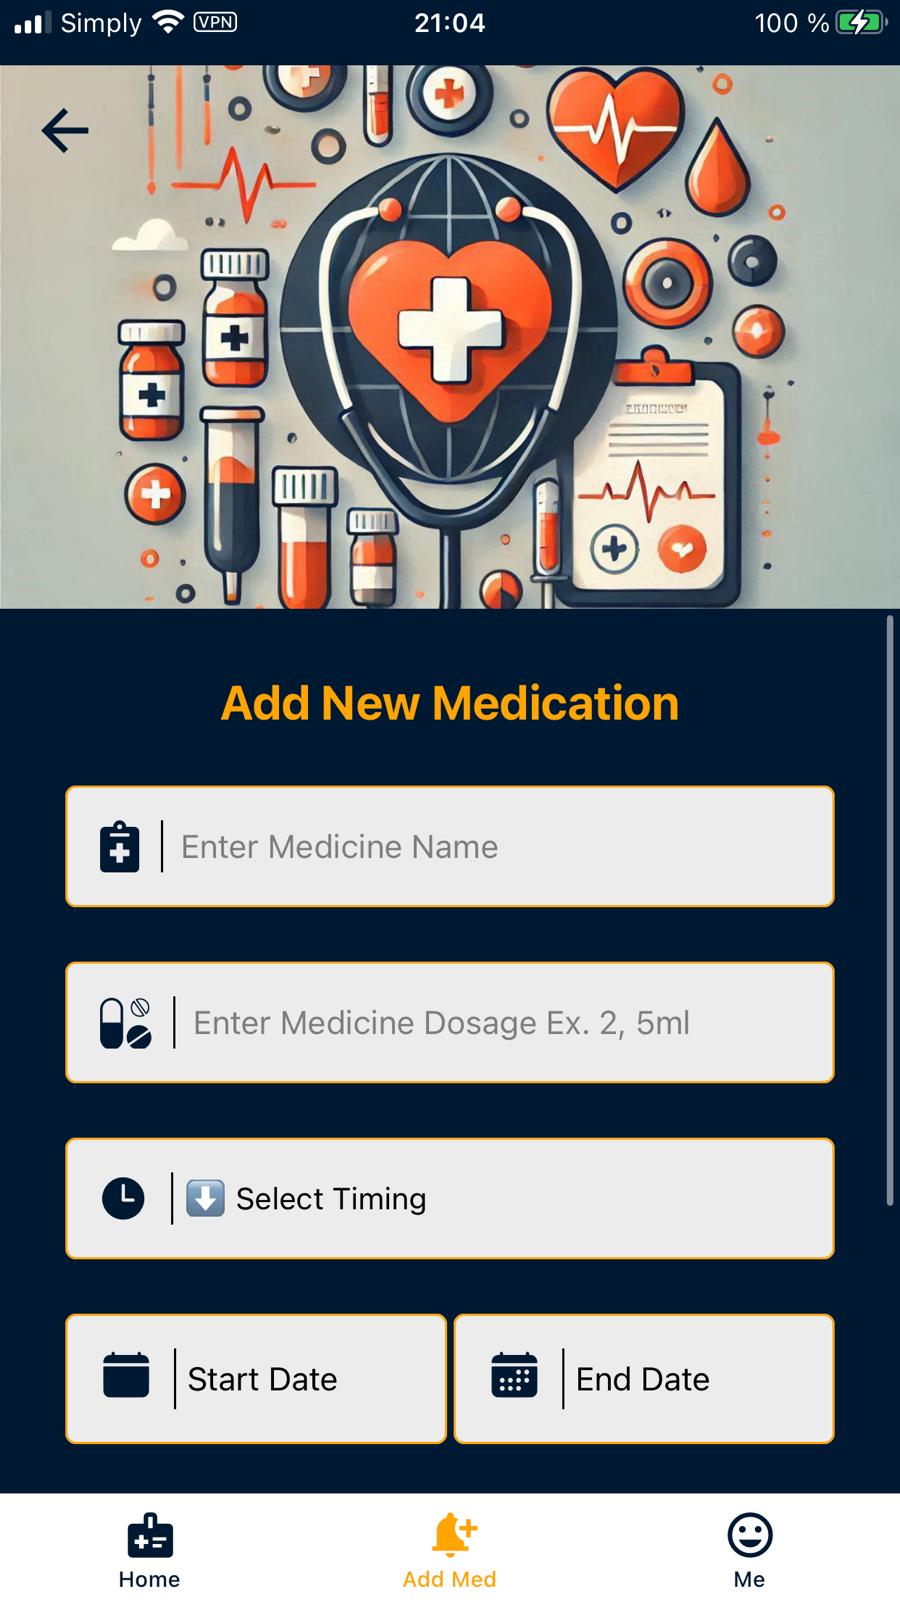 Simply VPN 21:04 100 %
Add New Medication
Enter Medicine Name
Enter Medicine Dosage Ex. 2, 5ml
Select Timing
Start Date End Date
Home Add Med Me